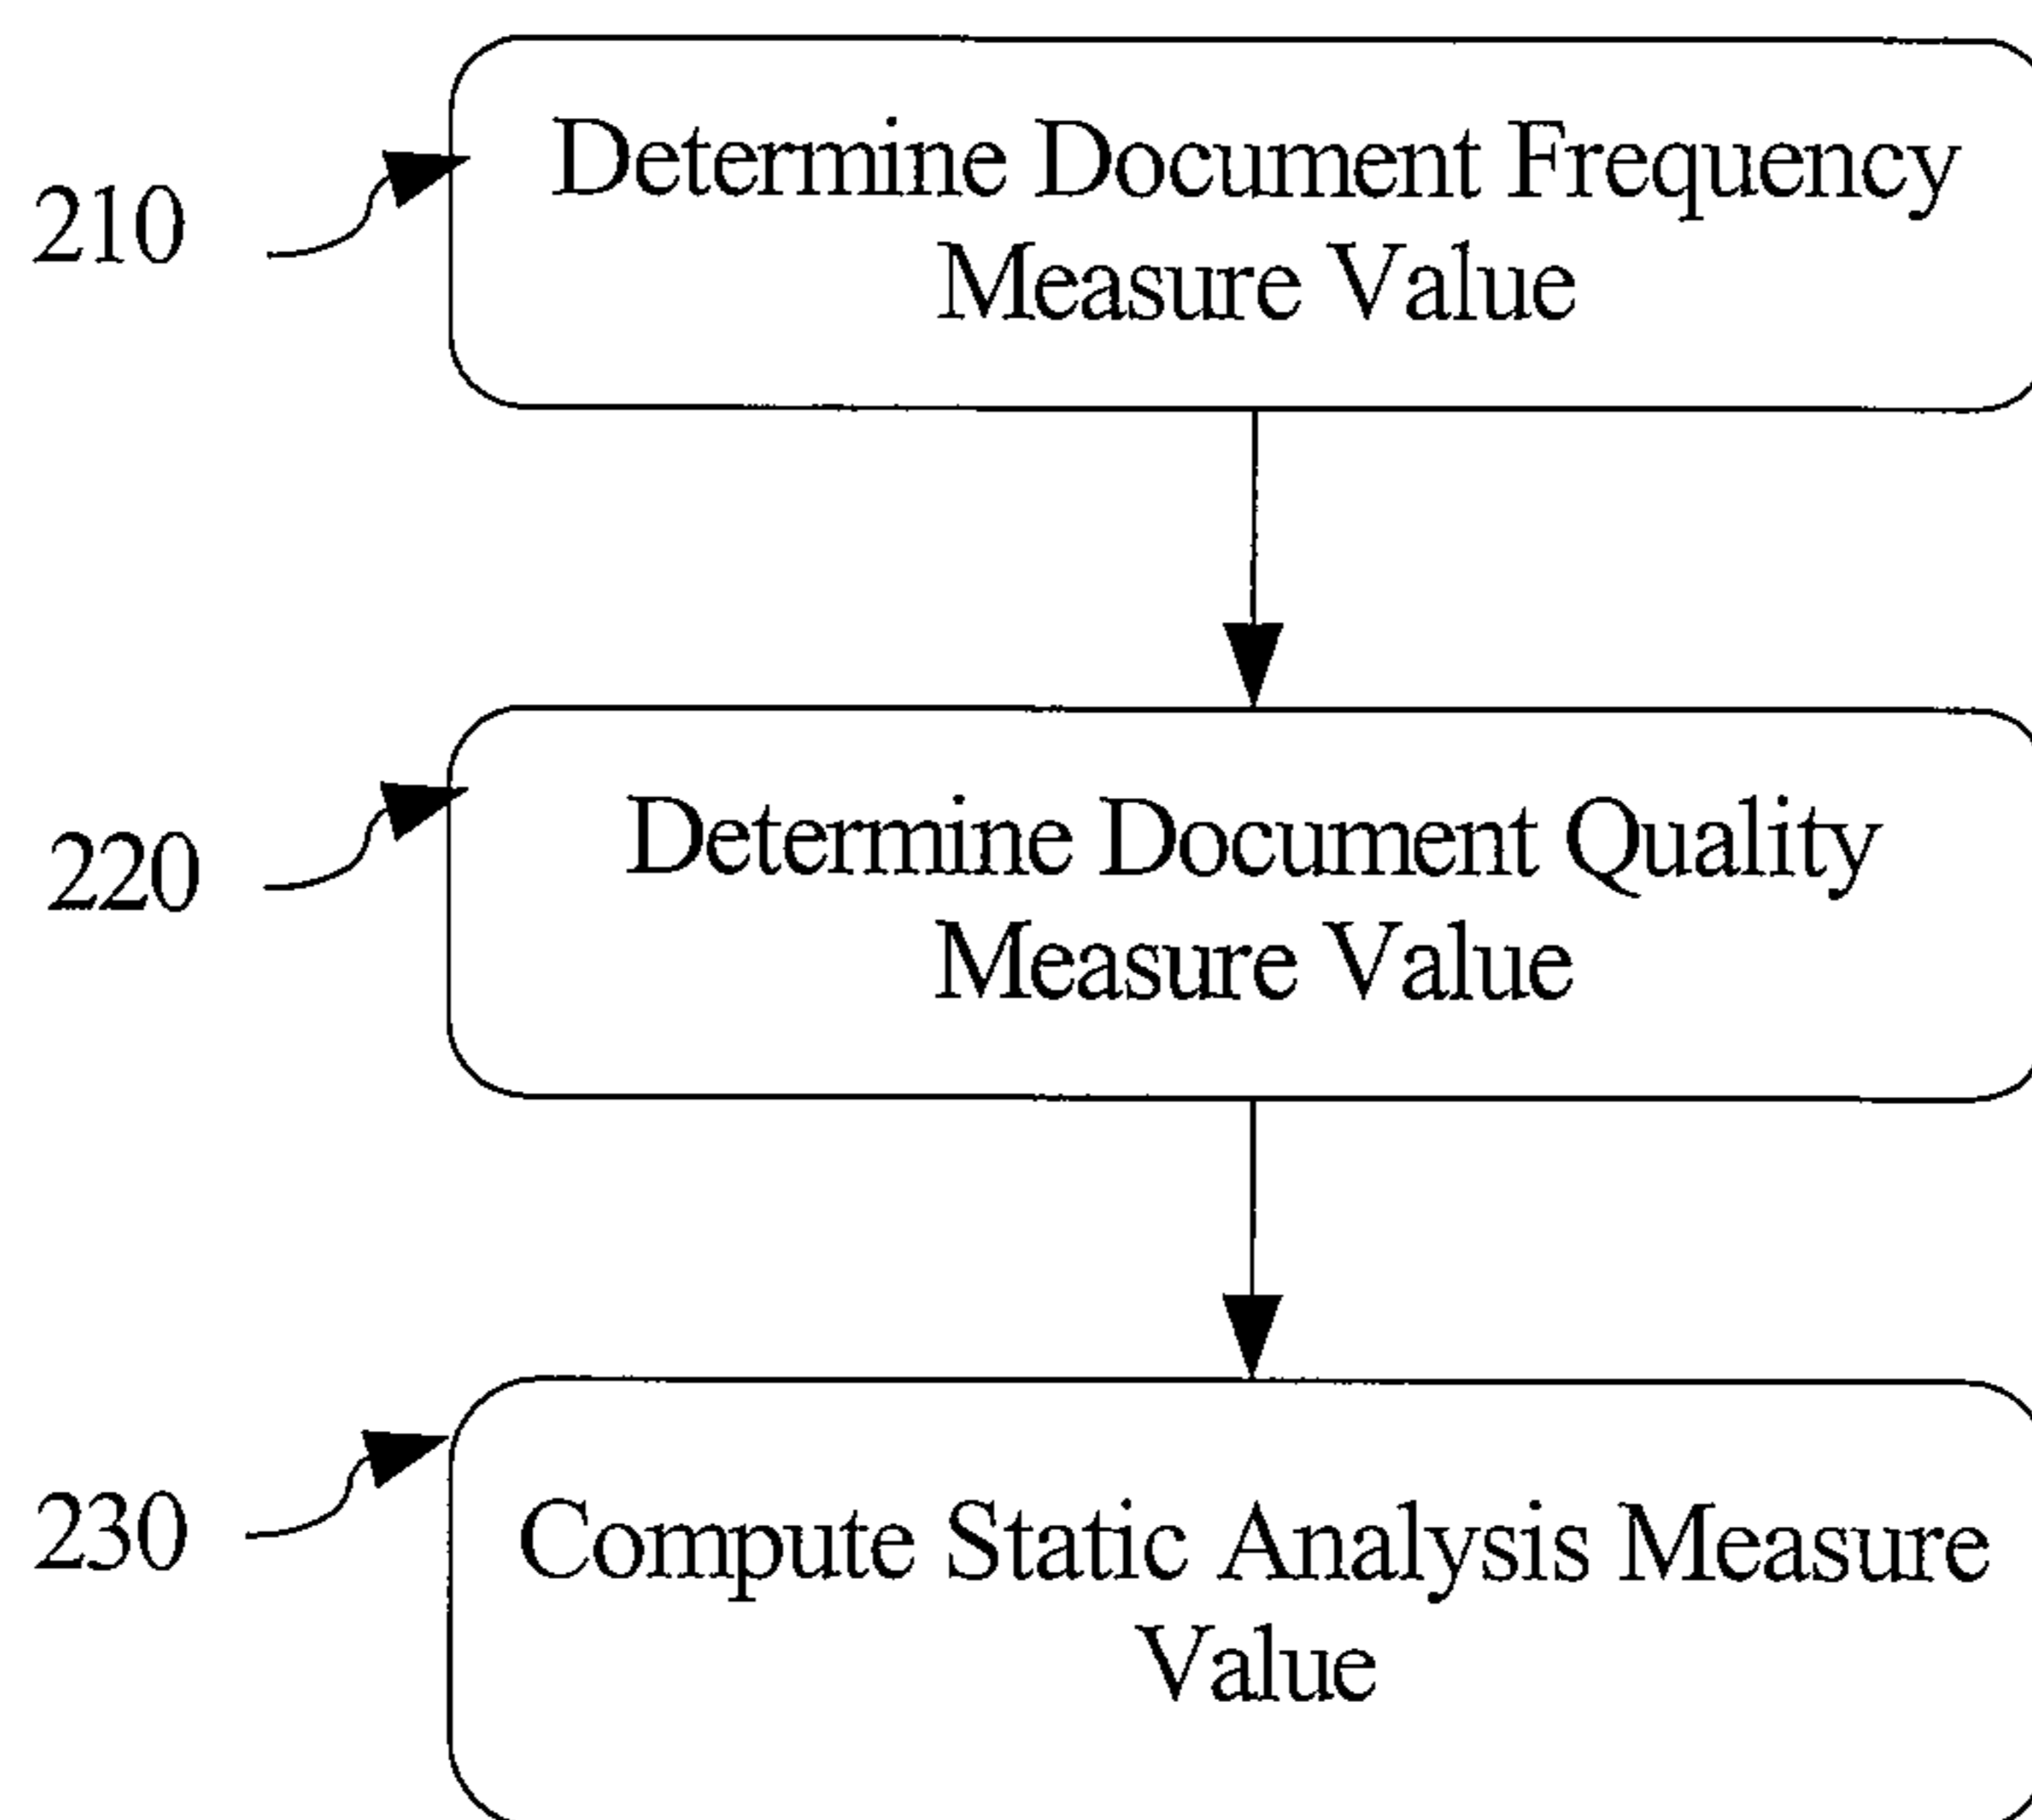 210
Determine Document Frequency
Measure Value
220
Determine Document Quality
Measure Value
230
Compute Static Analysis Measure
Value